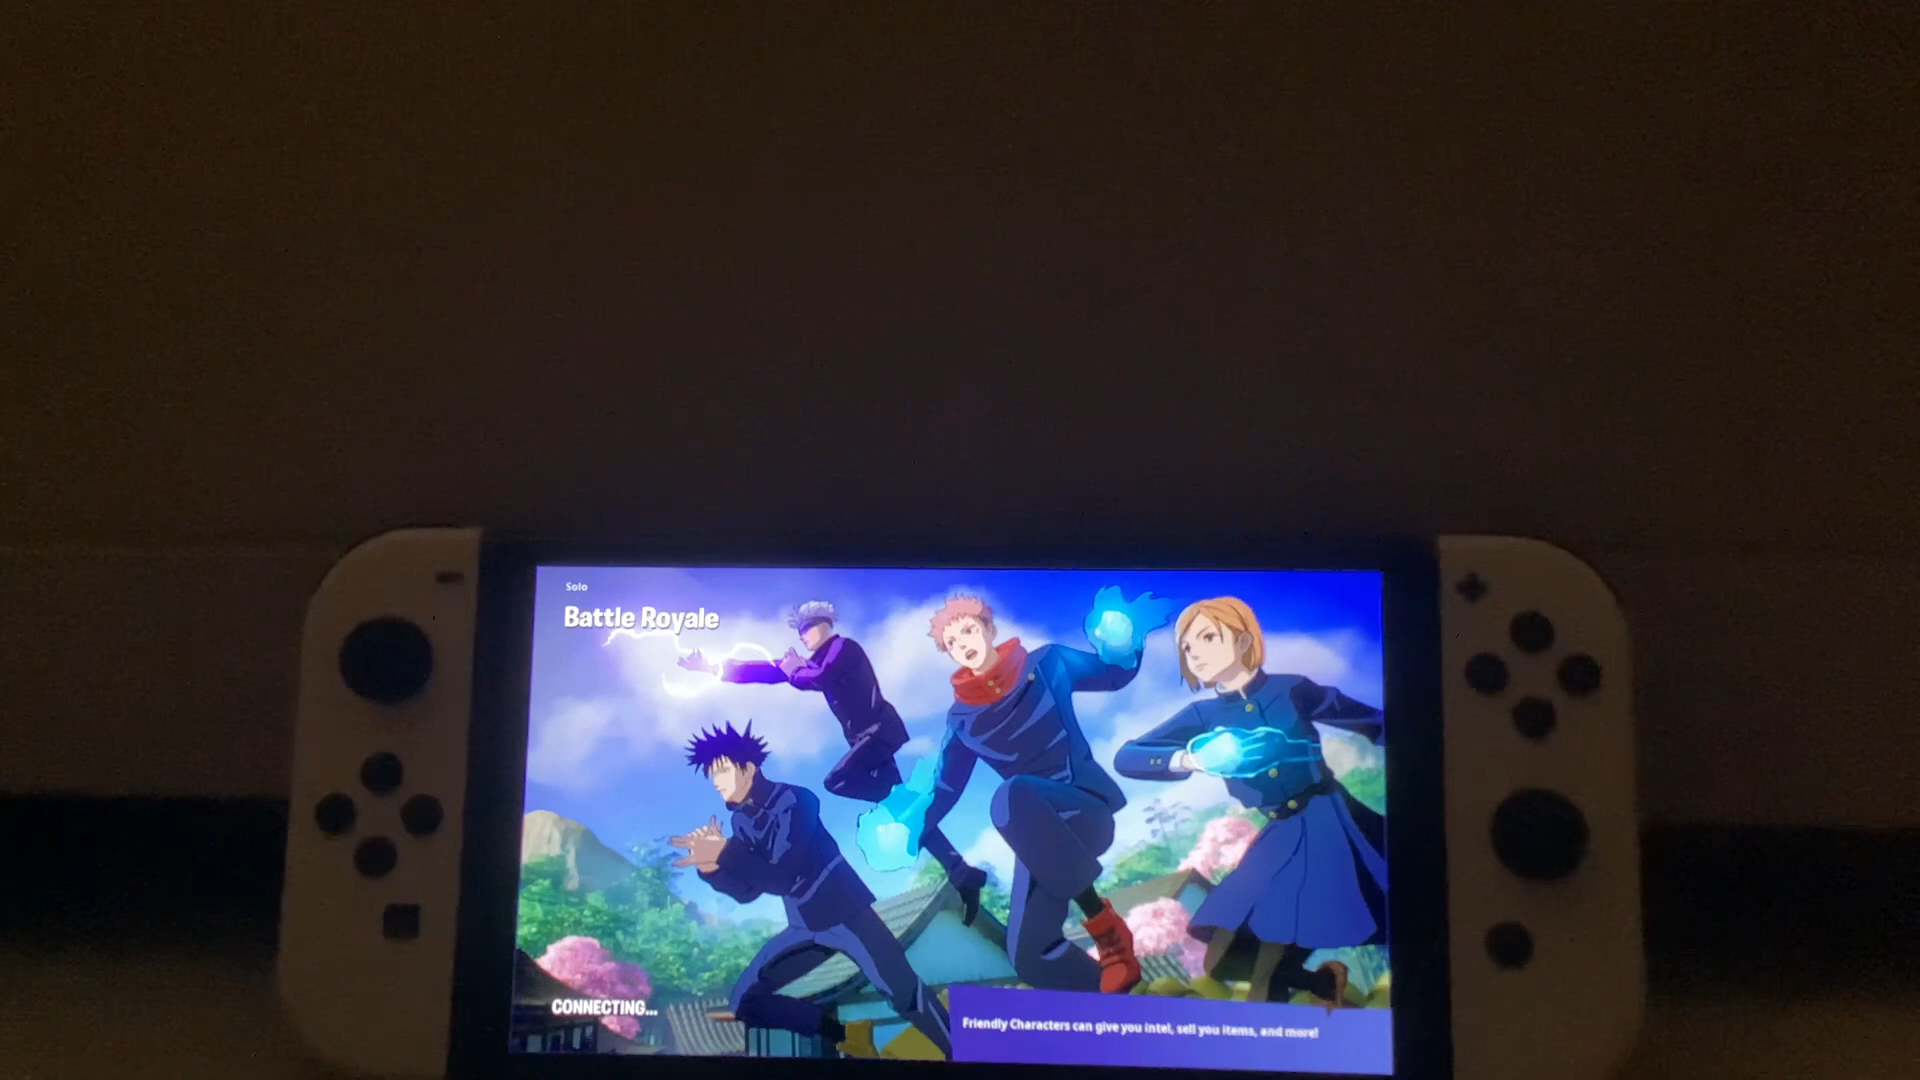 Solo
Battle Royale
CONNECTING...
Friendly Characters can give you intel, sell you items, and more!